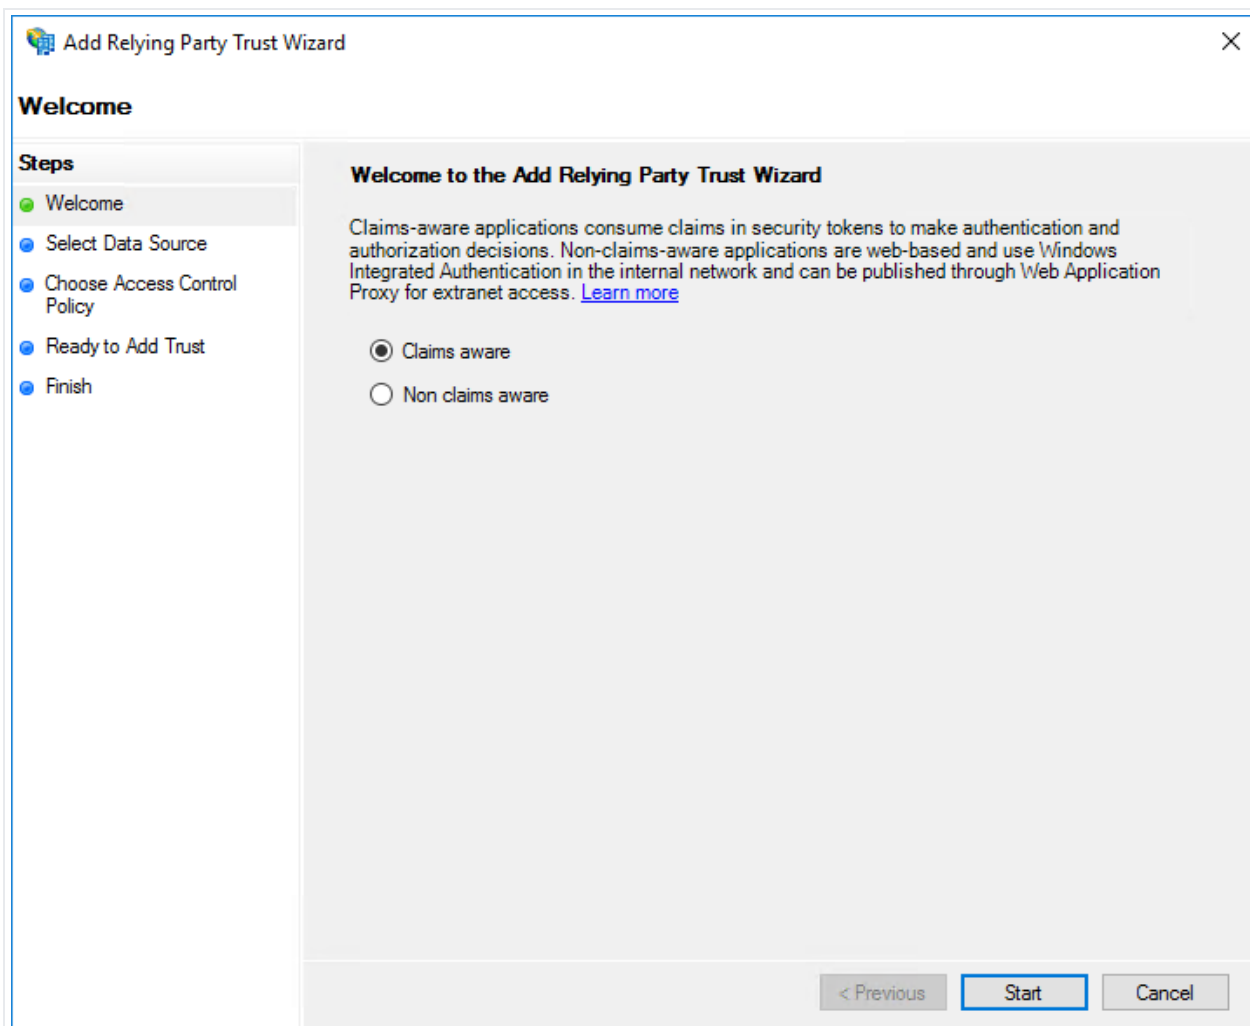 Add Relying Party Trust Wizard
Welcome
Steps
Welcome
Select Data Source
Choose Access Control
Policy
Ready to Add Trust
Finish
Welcome to the Add Relying Party Trust Wizard
Claims-aware applications consume claims in security tokens to make authentication and
authorization decisions. Non-claims-aware applications are web-based and use Windows
Integrated Authentication in the internal network and can be published through Web Application
Proxy for extranet access. Learn more
Claims aware
Non claims aware
< Previous
Start
Cancel